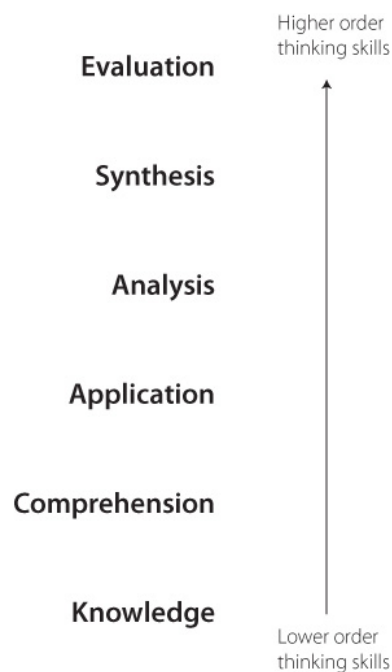 Higher order
thinking skills
Evaluation
Synthesis
Analysis
Application
Comprehension
Knowledge
Lower order
thinking skills